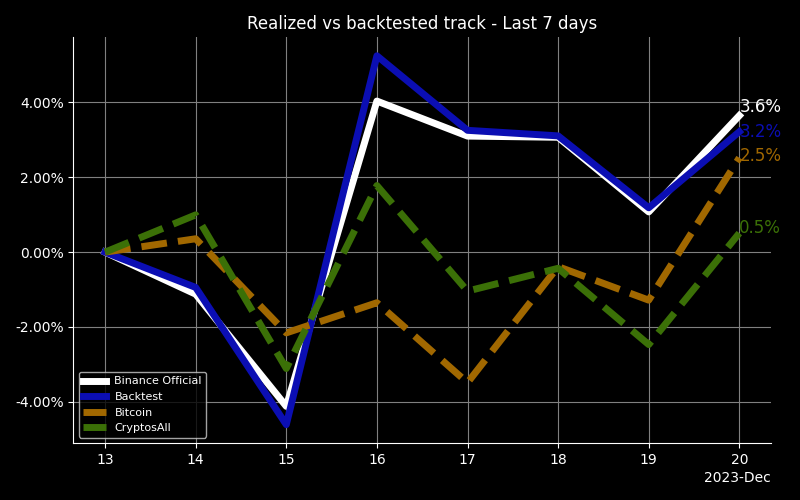 Realized vs backtested track - Last 7 days
4.00%
2.00%
0.00%
-2.00%
-4.00%
3.6%
3.2%
2.5%
0.5%
Binance Official
Backtest
Bitcoin
CryptosAll
13 14 15 16 17 18 19 20
2023-Dec